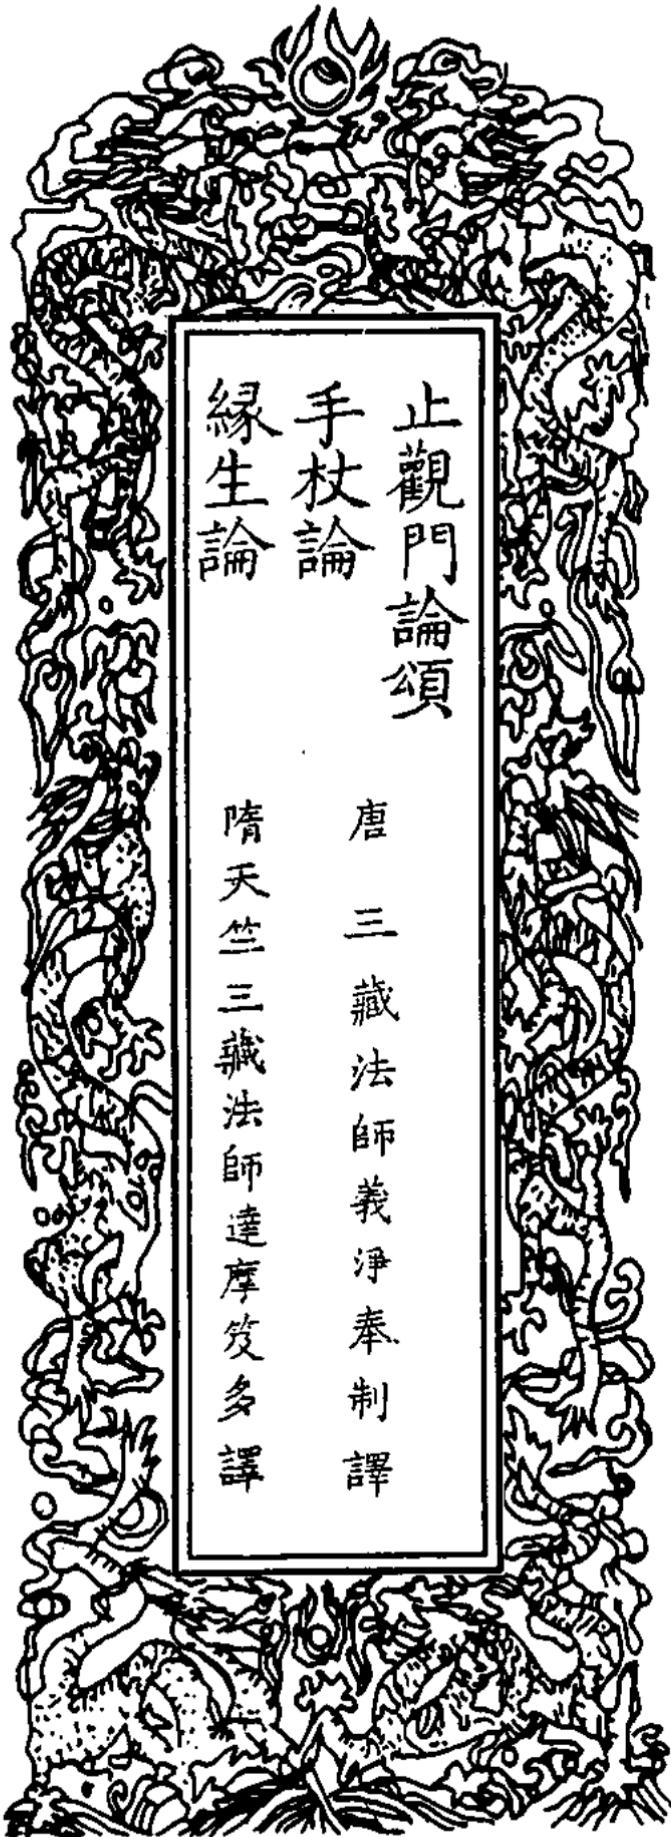 止觀門論頌
手杖論
唐三藏法師義淨奉制譯
緣生論
隋天竺三藏法師達摩笈多譯